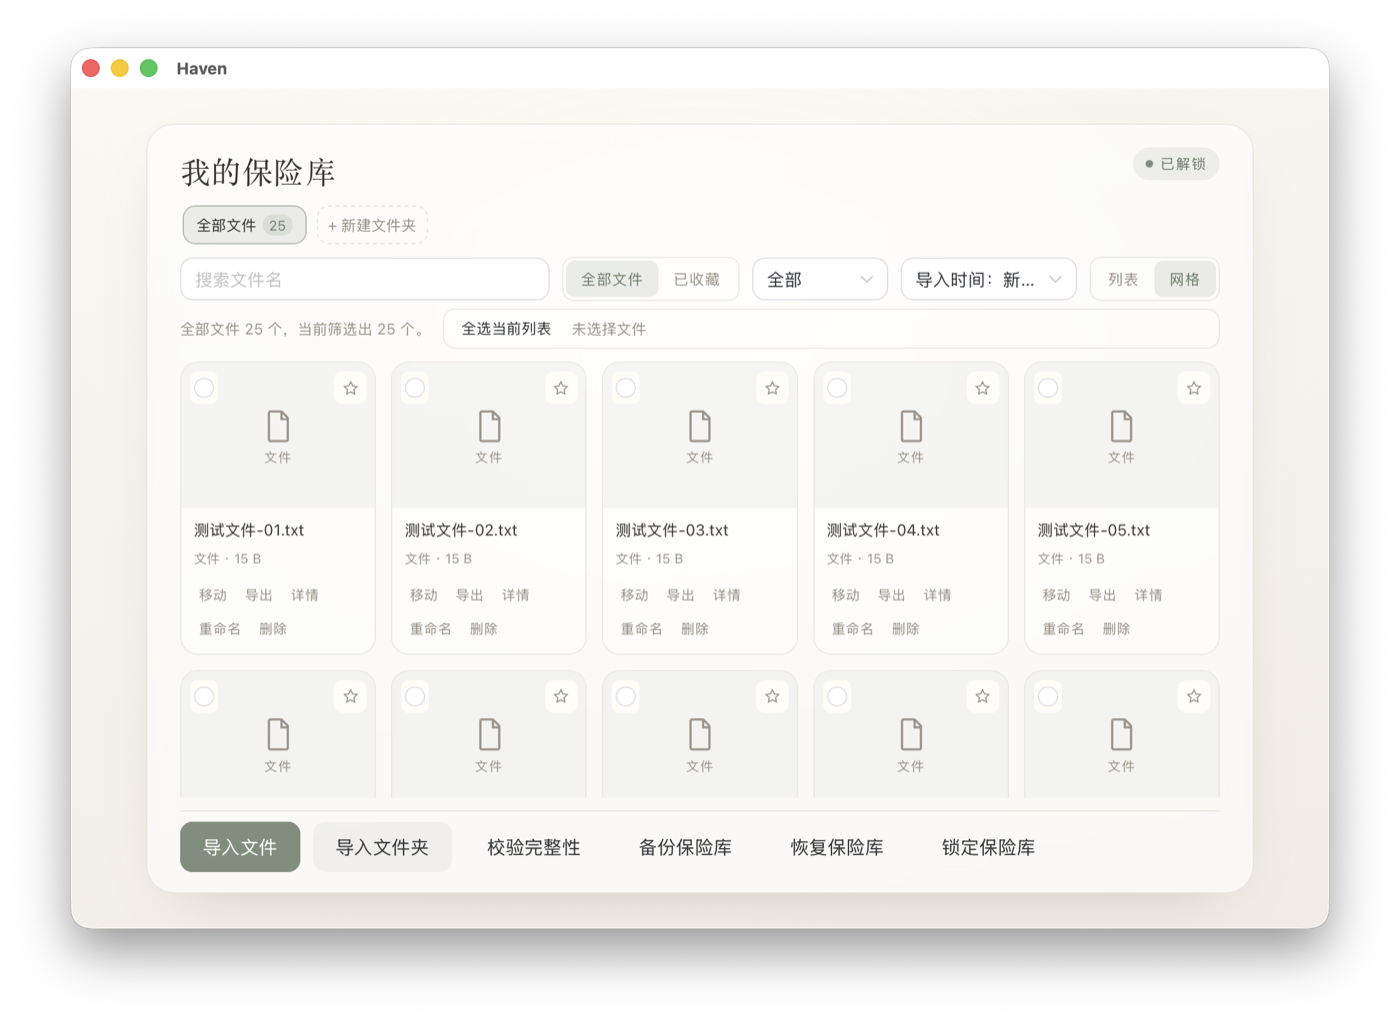 Haven
我的保险库
已解锁
全部文件 25
+ 新建文件夹
搜索文件名
全部文件 已收藏
全部
导入时间：新...
列表 网格
全部文件 25 个，当前筛选出 25 个。
全选当前列表 未选择文件
文件
测试文件-01.txt
文件 · 15 B
移动 导出 详情
重命名 删除
文件
测试文件-02.txt
文件 · 15 B
移动 导出 详情
重命名 删除
文件
测试文件-03.txt
文件 · 15 B
移动 导出 详情
重命名 删除
文件
测试文件-04.txt
文件 · 15 B
移动 导出 详情
重命名 删除
文件
测试文件-05.txt
文件 · 15 B
移动 导出 详情
重命名 删除
文件
文件
文件
文件
文件
导入文件 导入文件夹 校验完整性 备份保险库 恢复保险库 锁定保险库